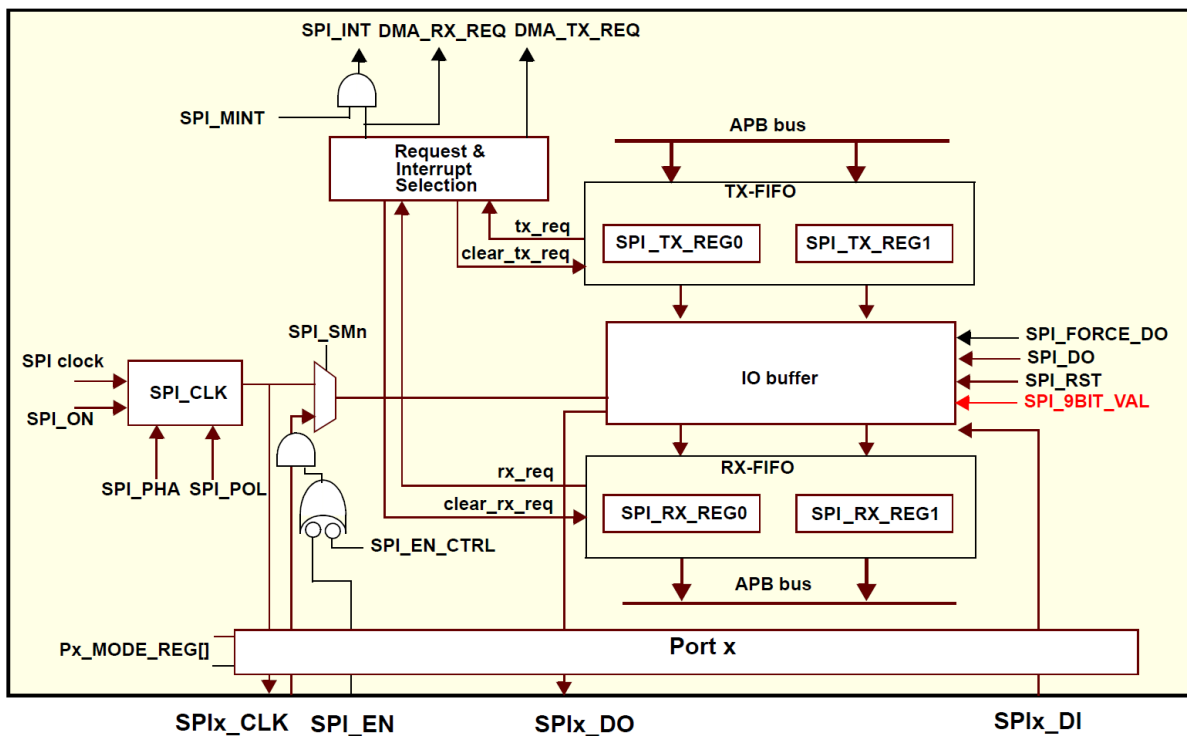 SPI_INT DMA_RX_REQ DMA_TX_REQ
SPI_MINT
APB bus
Request &
Interrupt
Selection
TX-FIFO
tx_req
SPI_TX_REG0 SPI_TX_REG1
clear_tx_req
SPI_SMn
SPI_FORCE_DO
SPI clock
SPI_DO
SPI_CLK
IO buffer
SPI_RST
SPI_ON
SPI_9BIT_VAL
RX-FIFO
rx_req
SPI_PHA SPI_POL
clear_rx_req
SPI_RX_REG0 SPI_RX_REG1
SPI_EN_CTRL
APB bus
Px_MODE_REG[]
Port x
SPIx_CLK SPI_EN SPIx_DO SPIx_DI